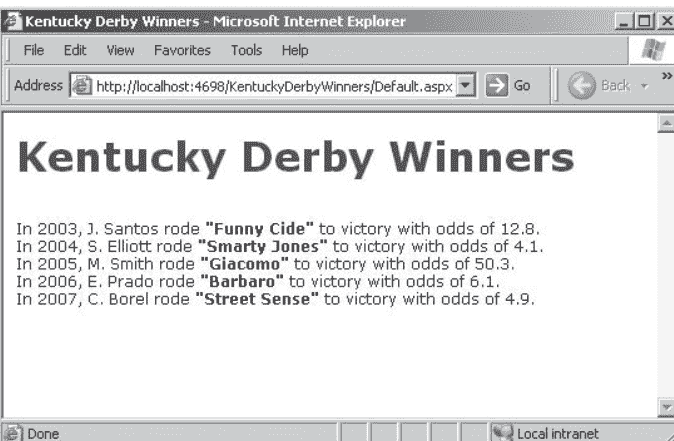 Kentucky Derby Winners - Microsoft Internet Explorer
File Edit View Favorites Tools Help
Address http://localhost:4698/KentuckyDerbyWinners/Default.aspx Go Back »
Kentucky Derby Winners
In 2003, J. Santos rode "Funny Cide" to victory with odds of 12.8.
In 2004, S. Elliott rode "Smarty Jones" to victory with odds of 4.1.
In 2005, M. Smith rode "Giacomo" to victory with odds of 50.3.
In 2006, E. Prado rode "Barbaro" to victory with odds of 6.1.
In 2007, C. Borel rode "Street Sense" to victory with odds of 4.9.
Done Local intranet